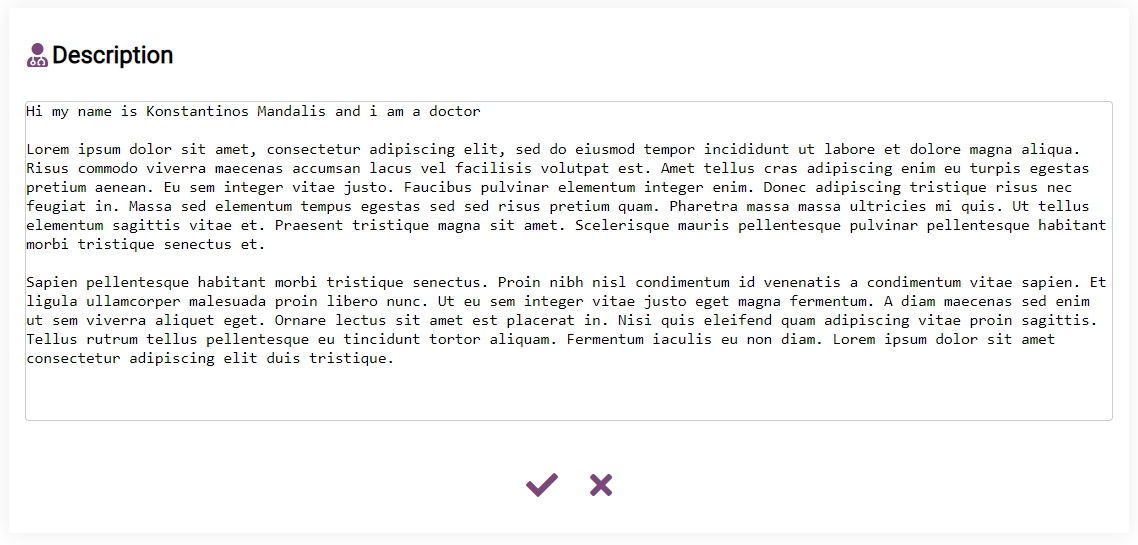 Description
Hi my name is Konstantinos Mandalis and i am a doctor
Lorem ipsum dolor sit amet, consectetur adipiscing elit, sed do eiusmod tempor incididunt ut labore et dolore magna aliqua.
Risus commodo viverra maecenas accumsan lacus vel facilisis volutpat est. Amet tellus cras adipiscing enim eu turpis egestas
pretium aenean. Eu sem integer vitae justo. Faucibus pulvinar elementum integer enim. Donec adipiscing tristique risus nec
feugiat in. Massa sed elementum tempus egestas sed sed risus pretium quam. Pharetra massa massa ultricies mi quis. Ut tellus
elementum sagittis vitae et. Praesent tristique magna sit amet. Scelerisque mauris pellentesque pulvinar pellentesque habitant
morbi tristique senectus et.
Sapien pellentesque habitant morbi tristique senectus. Proin nibh nisl condimentum id venenatis a condimentum vitae sapien. Et
ligula ullamcorper malesuada proin libero nunc. Ut eu sem integer vitae justo eget magna fermentum. A diam maecenas sed enim
ut sem viverra aliquet eget. Ornare lectus sit amet est placerat in. Nisi quis eleifend quam adipiscing vitae proin sagittis.
Tellus rutrum tellus pellentesque eu tincidunt tortor aliquam. Fermentum iaculis eu non diam. Lorem ipsum dolor sit amet
consectetur adipiscing elit duis tristique.